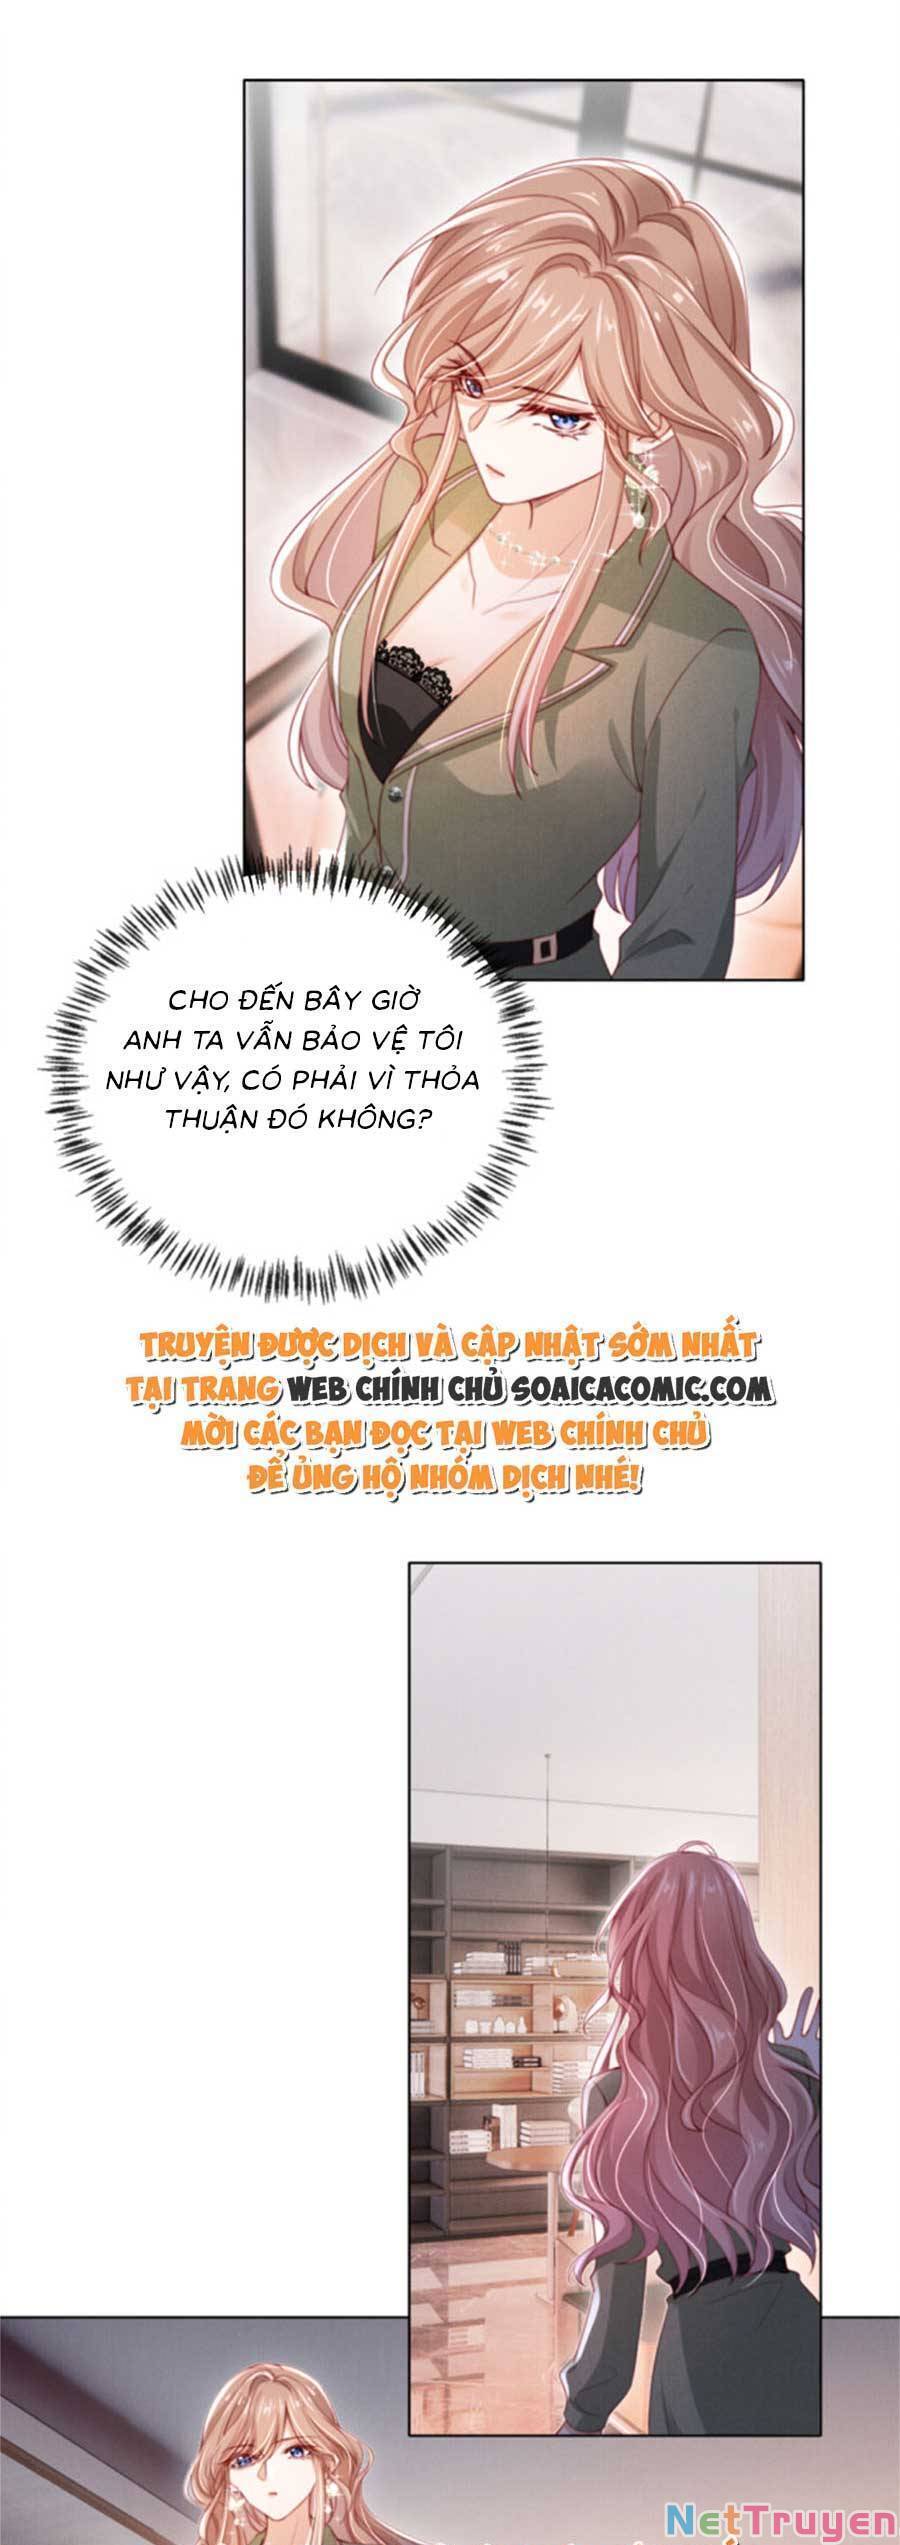 CHO ĐẾN BÂY GIỜ
ANH TA VẪN BẢO VỆ TÔI
NHƯ VẬY, CÓ PHẢI VÌ THỎA
THUẬN ĐÓ KHÔNG?
TRUYỆN ĐƯỢC DỊCH VÀ CẬP NHẬT SỚM NHẤT
TẠI TRANG WEB CHÍNH CHỦ SOAICACOMIC.COM
MỜI CÁC BẠN ĐỌC TẠI WEB CHÍNH CHỦ
ĐỂ ỦNG HỘ NHÓM DỊCH NHÉ!
NetTruyen